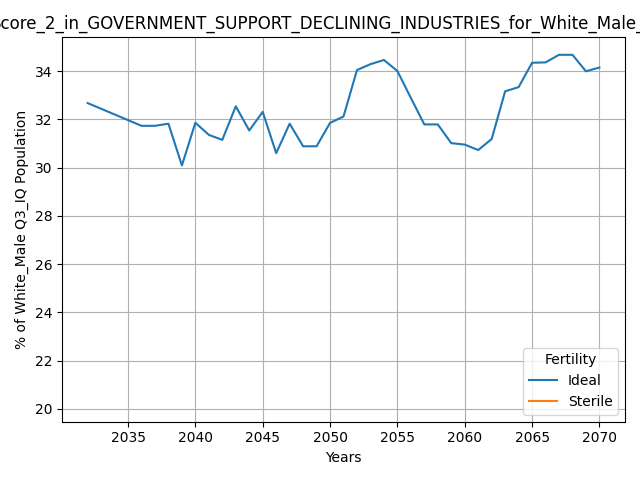 core_2_in_GOVERNMENT_SUPPORT_DECLINING_INDUSTRIES_for_White_Male_
% of White_Male Q3_IQ Population
34
32
30
28
26
24
22
20
2035 2040 2045 2050 2055 2060 2065 2070
Years
Fertility
Ideal
Sterile